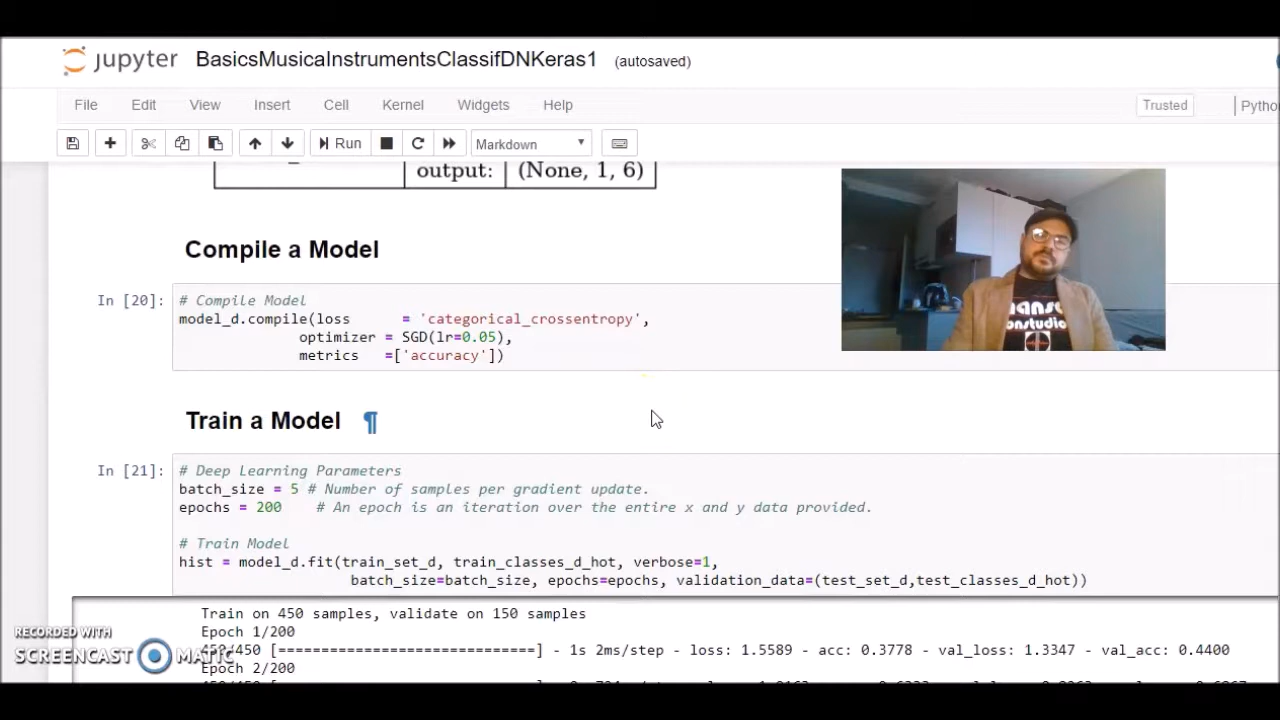 jupyter BasicsMusicaInstrumentsClassifDNKeras1 (autosaved)
File Edit View Insert Cell Kernel Widgets Help Trusted Python
Run Markdown
output: (None, 1, 6)
Compile a Model
In [20]: # Compile Model
model_d.compile(loss = 'categorical_crossentropy',
optimizer = SGD(lr=0.05),
metrics =['accuracy'])
Train a Model ¶
In [21]: # Deep Learning Parameters
batch_size = 5 # Number of samples per gradient update.
epochs = 200 # An epoch is an iteration over the entire x and y data provided.
# Train Model
hist = model_d.fit(train_set_d, train_classes_d_hot, verbose=1,
batch_size=batch_size, epochs=epochs, validation_data=(test_set_d,test_classes_d_hot))
Train on 450 samples, validate on 150 samples
Epoch 1/200
450/450 [==============================] - 1s 2ms/step - loss: 1.5589 - acc: 0.3778 - val_loss: 1.3347 - val_acc: 0.4400
Epoch 2/200
RECORDED WITH
SCREENCAST MATIC